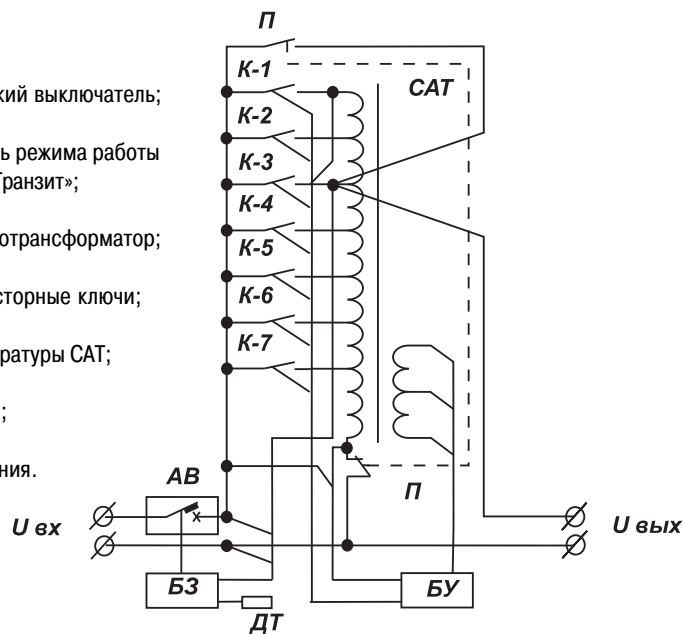 П
К-1
САТ
кий выключатель;
К-2
ь режима работы
К-3
Транзит»;
К-4
отрансформатор;
К-5
сторные ключи;
К-6
К-7
ратуры САТ;
;
ния.
АВ
П
U вх
U вых
БЗ
БУ
ДТ